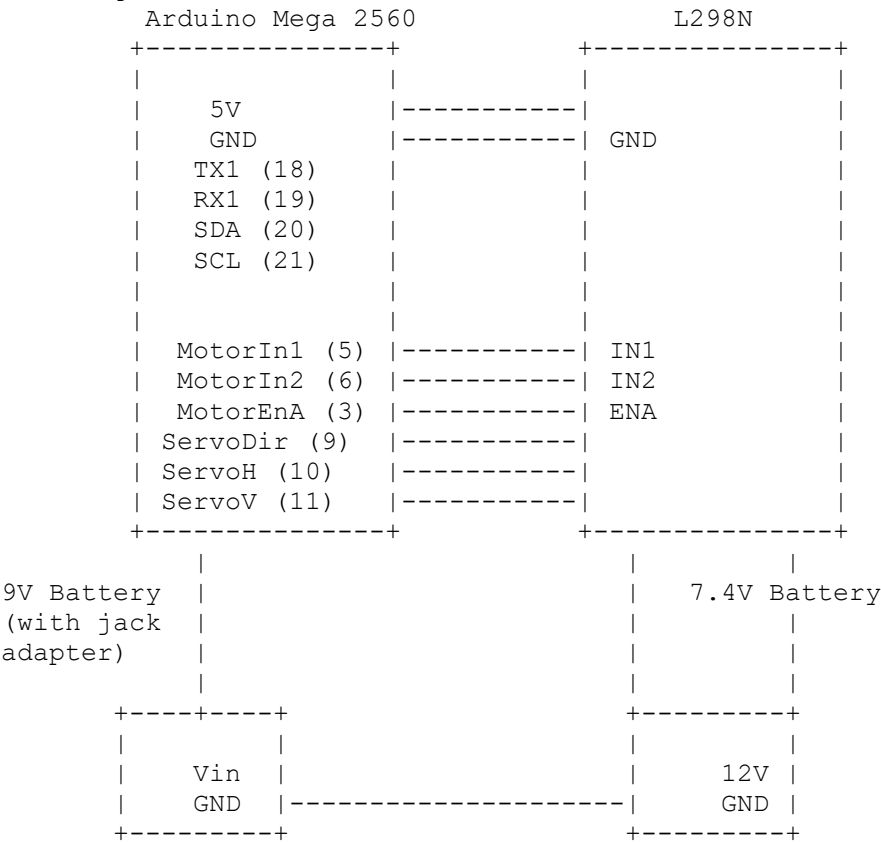 Arduino Mega 2560 L298N
5V
GND GND
TX1 (18)
RX1 (19)
SDA (20)
SCL (21)
MotorIn1 (5) IN1
MotorIn2 (6) IN2
MotorEnA (3) ENA
ServoDir (9)
ServoH (10)
ServoV (11)
9V Battery 7.4V Battery
(with jack
adapter)
Vin 12V
GND GND